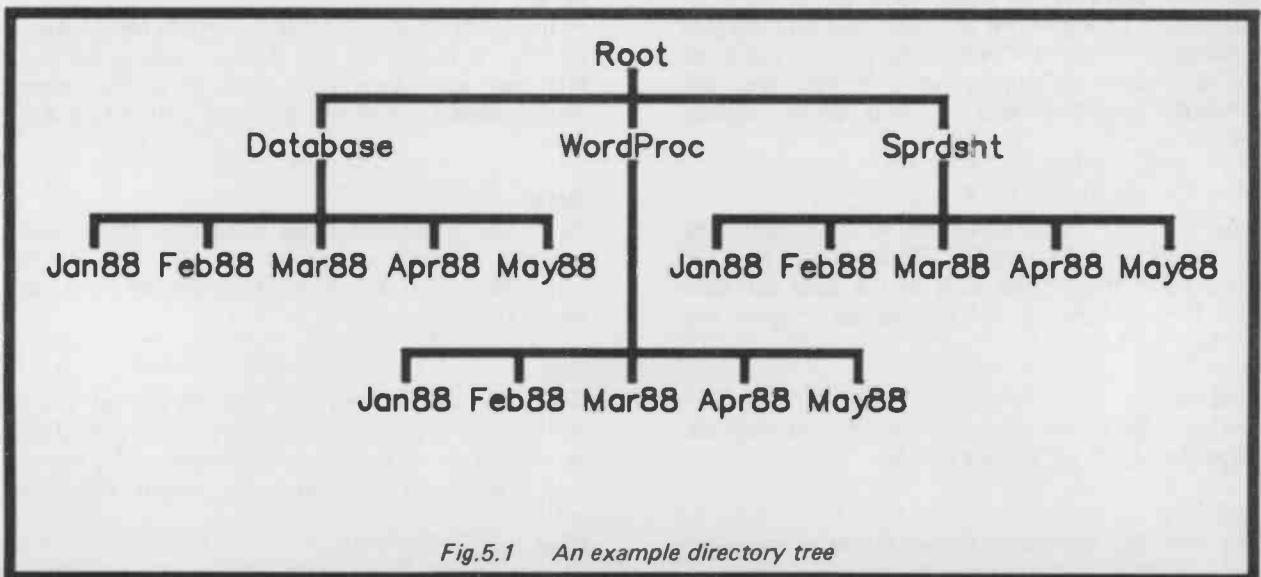 Root
Database WordProc Sprdsht
Jan88 Feb88 Mar88 Apr88 May88 Jan88 Feb88 Mar88 Apr88 May88
Jan88 Feb88 Mar88 Apr88 May88
Fig.5.1 An example directory tree